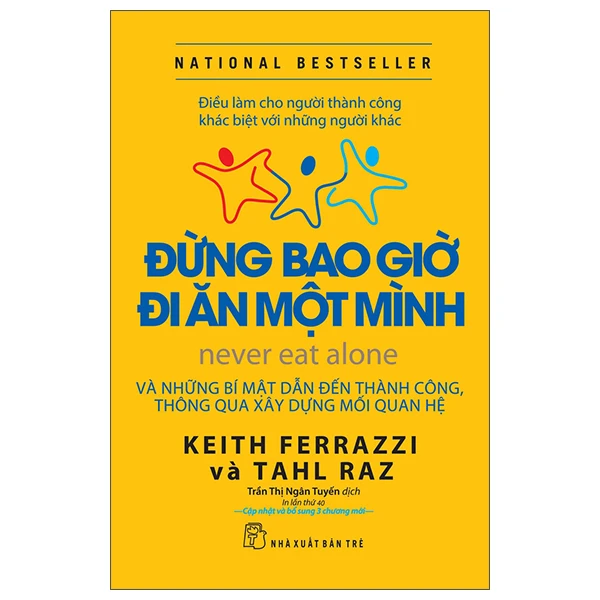 NATIONAL BESTSELLER
Điều làm cho người thành công
khác biệt với những người khác
ĐỪNG BAO GIỜ
ĐI ĂN MỘT MÌNH
never eat alone
VÀ NHỮNG BÍ MẬT DẪN ĐẾN THÀNH CÔNG,
THÔNG QUA XÂY DỰNG MỐI QUAN HỆ
KEITH FERRAZZI
và TAHL RAZ
Trần Thị Ngân Tuyến dịch
In lần thứ 40
—Cập nhật và bổ sung 3 chương mới—
NHÀ XUẤT BẢN TRẺ